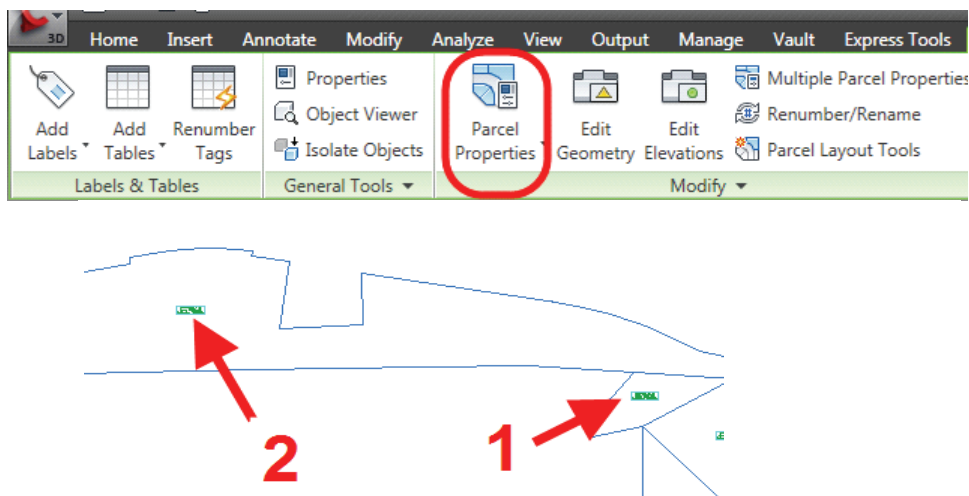 3D
Home Insert Annotate Modify Analyze View Output Manage Vault Express Tools
Add Labels
Add Tables
Renumber Tags
Labels & Tables
Properties
Object Viewer
Isolate Objects
General Tools
Parcel Properties
Edit Geometry
Edit Elevations
Multiple Parcel Properties
Renumber/Rename
Parcel Layout Tools
Modify
2
1